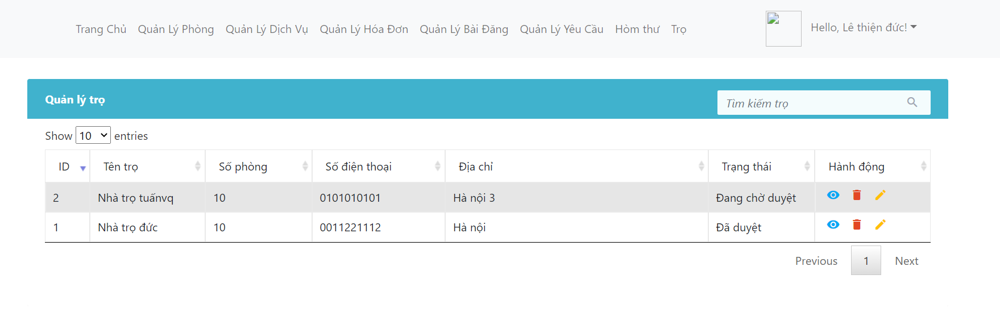 Trang Chủ Quản Lý Phòng Quản Lý Dịch Vụ Quản Lý Hóa Đơn Quản Lý Bài Đăng Quản Lý Yêu Cầu Hòm thư Trọ Hello, Lê thiện đức!
Quản lý trọ Tìm kiếm trọ
Show 10 entries
ID Tên trọ Số phòng Số điện thoại Địa chỉ Trạng thái Hành động
2 Nhà trọ tuấnvq 10 0101010101 Hà nội 3 Đang chờ duyệt
1 Nhà trọ đức 10 0011221112 Hà nội Đã duyệt
Previous 1 Next